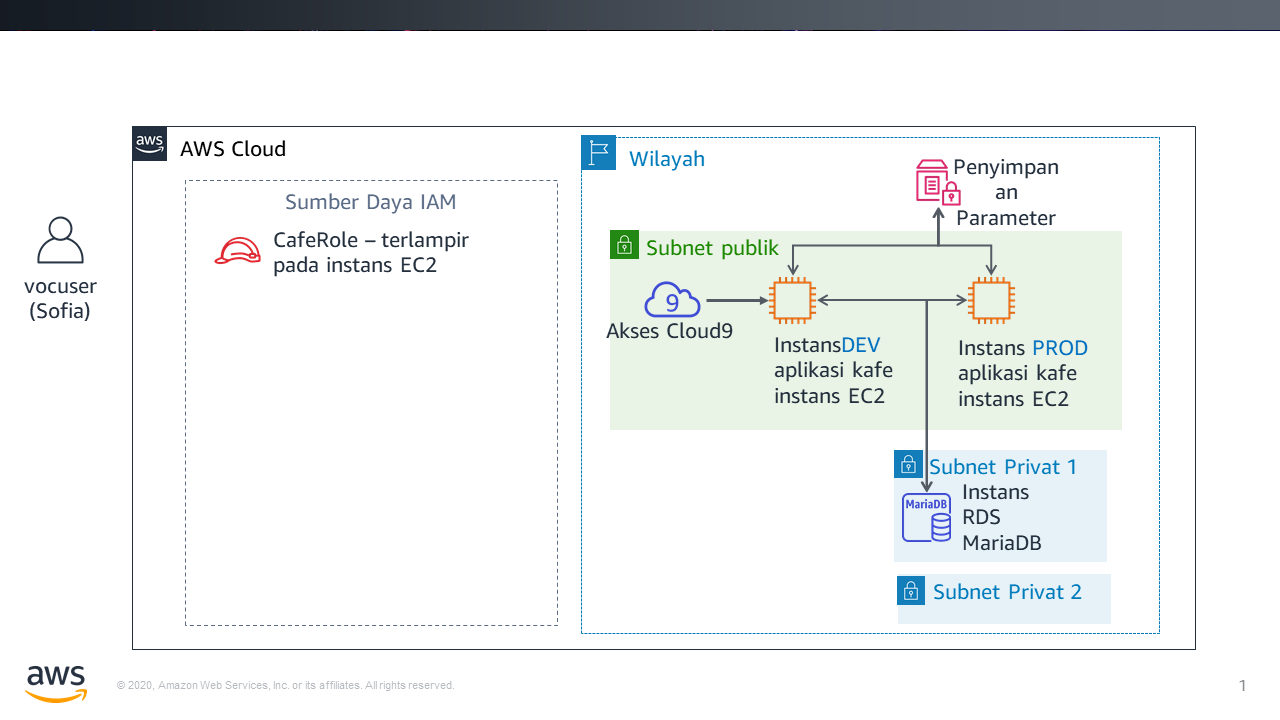 aws
AWS Cloud
Wilayah
Penyimpan
an
Parameter
Sumber Daya IAM
CafeRole – terlampir
pada instans EC2
vocuser
(Sofia)
Subnet publik
9
Akses Cloud9
InstansDEV
aplikasi kafe
instans EC2
Instans PROD
aplikasi kafe
instans EC2
Subnet Privat 1
MariaDB
Instans
RDS
MariaDB
Subnet Privat 2
aws
© 2020, Amazon Web Services, Inc. or its affiliates. All rights reserved.
1